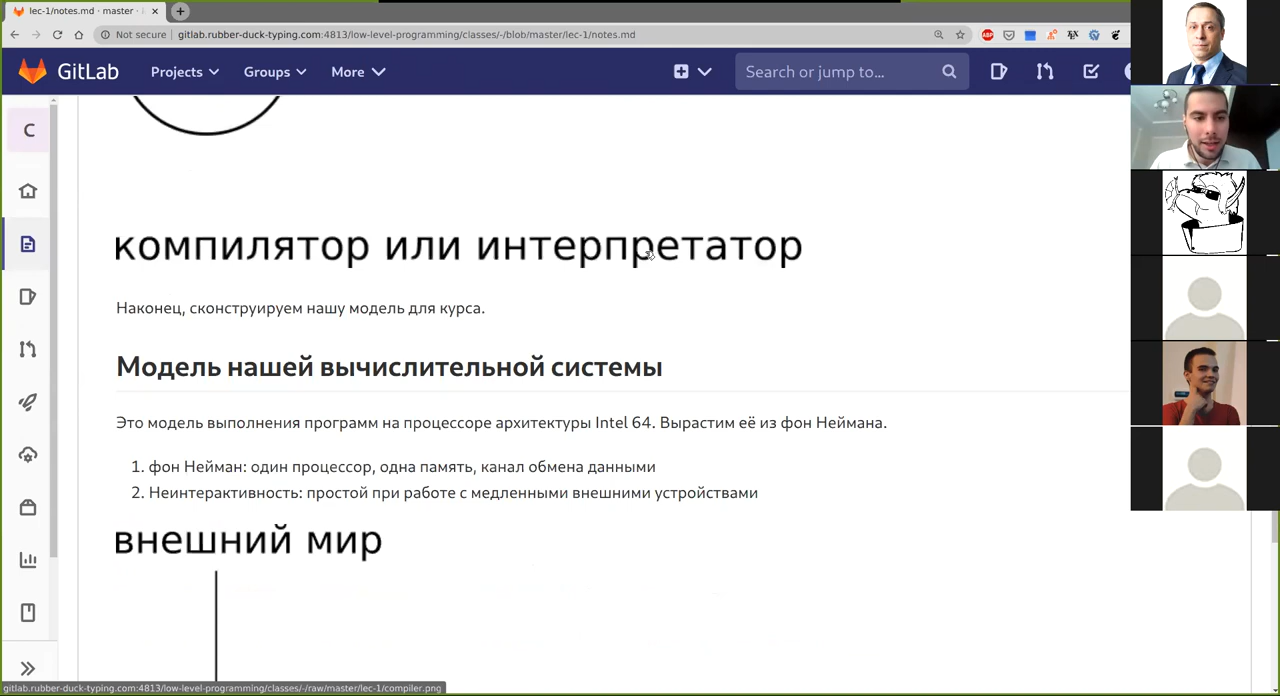 lec-1/notes.md · master ·
Not secure
gitlab.rubber-duck-typing.com:4813/low-level-programming/classes/-/blob/master/lec-1/notes.md
ABP
GitLab
Projects
Groups
More
Search or jump to...
C
компилятор или интерпретатор
Наконец, сконструируем нашу модель для курса.
Модель нашей вычислительной системы
Это модель выполнения программ на процессоре архитектуры Intel 64. Вырастим её из фон Неймана.
1. фон Нейман: один процессор, одна память, канал обмена данными
2. Неинтерактивность: простой при работе с медленными внешними устройствами
внешний мир
gitlab.rubber-duck-typing.com:4813/low-level-programming/classes/-/raw/master/lec-1/compiler.png